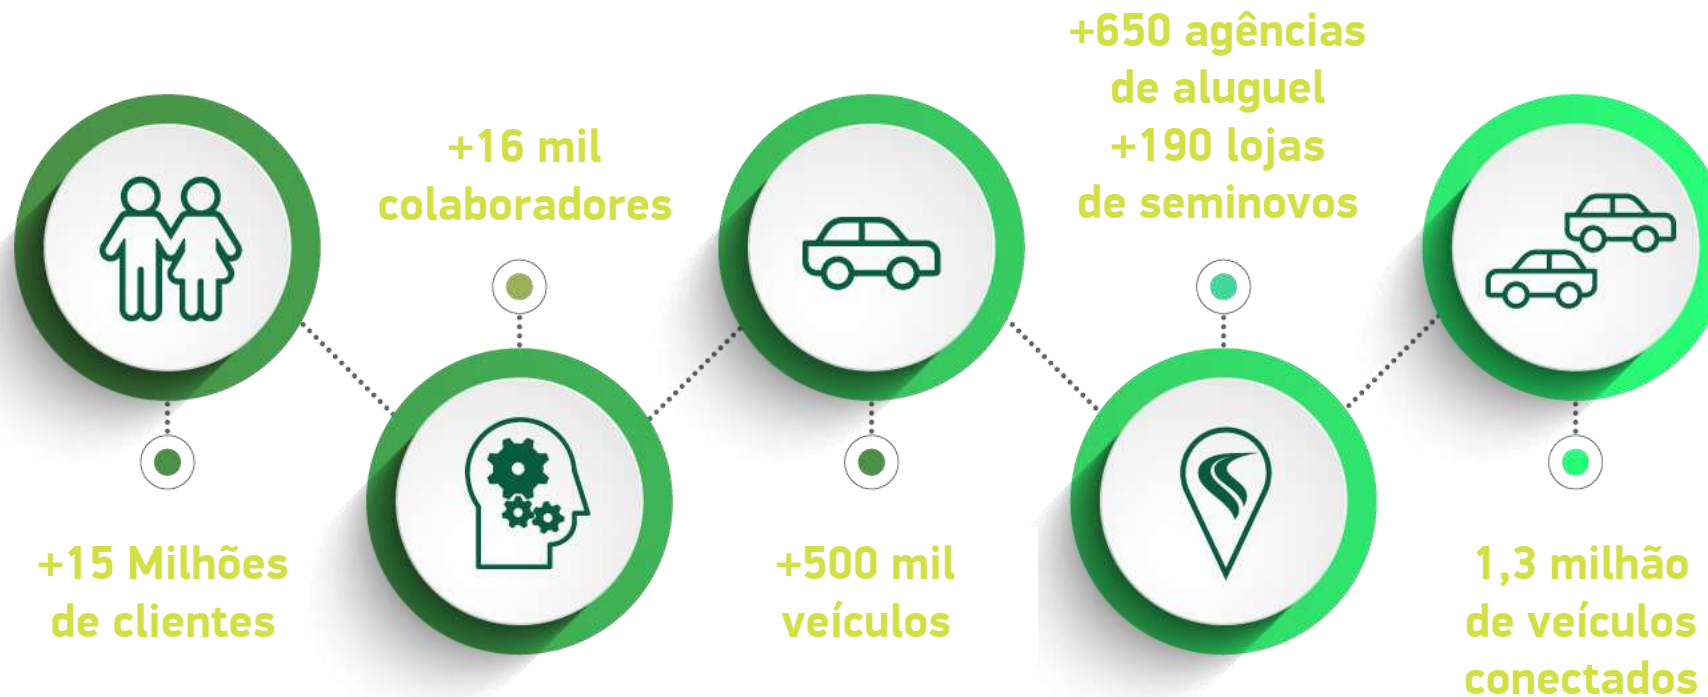 +15 Milhões
de clientes
+16 mil
colaboradores
+500 mil
veículos
+650 agências
de aluguel
+190 lojas
de seminovos
1,3 milhão
de veículos
conectados